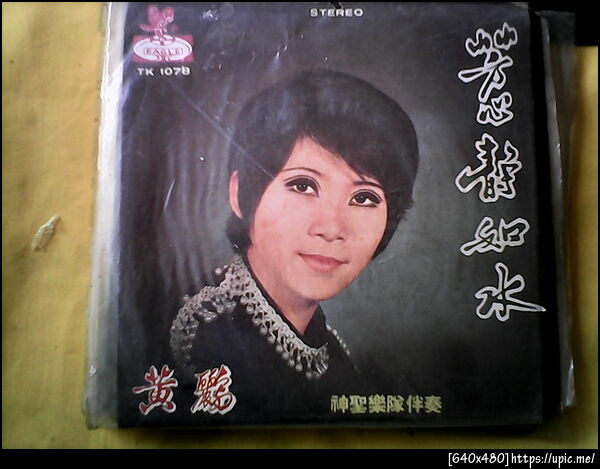 STEREO
EAGLE
TK 1078
芳心靜如水
黃鸝
神聖樂隊伴奏
[640x480]https://upic.me/